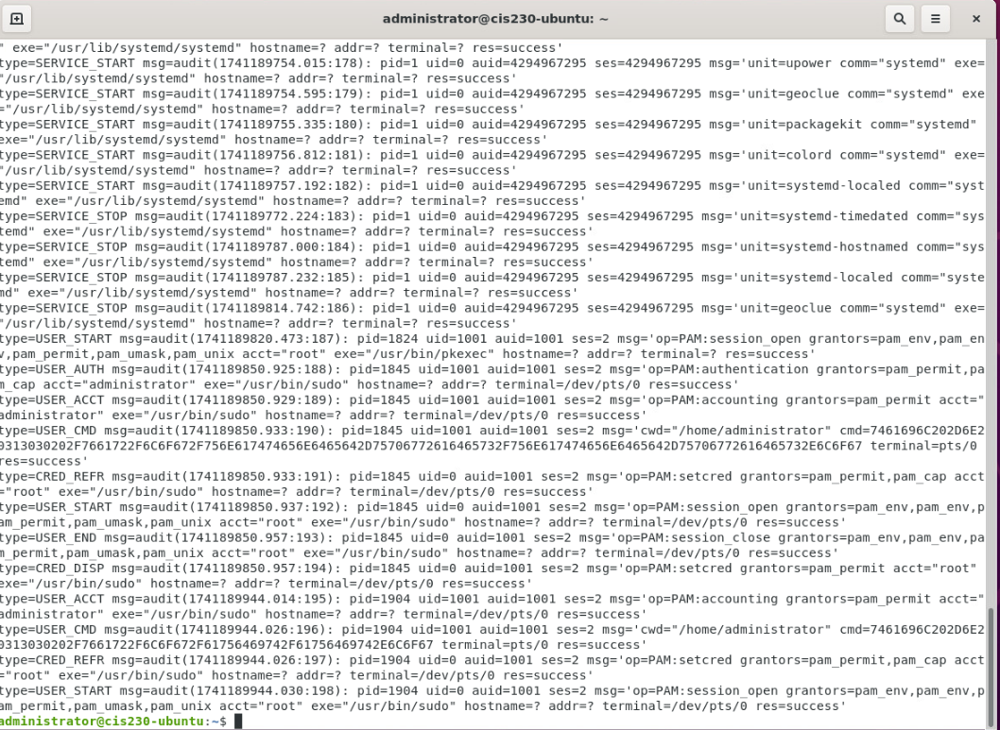 administrator@cis230-ubuntu: ~
" exe="/usr/lib/systemd/systemd" hostname=? addr=? terminal=? res=success'
type=SERVICE_START msg=audit(1741189754.015:178): pid=1 uid=0 auid=4294967295 ses=4294967295 msg='unit=upower comm="systemd" exe=
"/usr/lib/systemd/systemd" hostname=? addr=? terminal=? res=success'
type=SERVICE_START msg=audit(1741189754.595:179): pid=1 uid=0 auid=4294967295 ses=4294967295 msg='unit=geoclue comm="systemd" exe
="/usr/lib/systemd/systemd" hostname=? addr=? terminal=? res=success'
type=SERVICE_START msg=audit(1741189755.335:180): pid=1 uid=0 auid=4294967295 ses=4294967295 msg='unit=packagekit comm="systemd" 
exe="/usr/lib/systemd/systemd" hostname=? addr=? terminal=? res=success'
type=SERVICE_START msg=audit(1741189756.812:181): pid=1 uid=0 auid=4294967295 ses=4294967295 msg='unit=colord comm="systemd" exe=
"/usr/lib/systemd/systemd" hostname=? addr=? terminal=? res=success'
type=SERVICE_START msg=audit(1741189757.192:182): pid=1 uid=0 auid=4294967295 ses=4294967295 msg='unit=systemd-localed comm="syst
emd" exe="/usr/lib/systemd/systemd" hostname=? addr=? terminal=? res=success'
type=SERVICE_STOP msg=audit(1741189772.224:183): pid=1 uid=0 auid=4294967295 ses=4294967295 msg='unit=systemd-timedated comm="sys
temd" exe="/usr/lib/systemd/systemd" hostname=? addr=? terminal=? res=success'
type=SERVICE_STOP msg=audit(1741189787.000:184): pid=1 uid=0 auid=4294967295 ses=4294967295 msg='unit=systemd-hostnamed comm="sys
temd" exe="/usr/lib/systemd/systemd" hostname=? addr=? terminal=? res=success'
type=SERVICE_STOP msg=audit(1741189787.232:185): pid=1 uid=0 auid=4294967295 ses=4294967295 msg='unit=systemd-localed comm="syste
md" exe="/usr/lib/systemd/systemd" hostname=? addr=? terminal=? res=success'
type=SERVICE_STOP msg=audit(1741189814.742:186): pid=1 uid=0 auid=4294967295 ses=4294967295 msg='unit=geoclue comm="systemd" exe=
"/usr/lib/systemd/systemd" hostname=? addr=? terminal=? res=success'
type=USER_START msg=audit(1741189820.473:187): pid=1824 uid=1001 auid=1001 ses=2 msg='op=PAM:session_open grantors=pam_env,pam_en
v,pam_permit,pam_umask,pam_unix acct="root" exe="/usr/bin/pkexec" hostname=? addr=? terminal=? res=success'
type=USER_AUTH msg=audit(1741189850.925:188): pid=1845 uid=1001 auid=1001 ses=2 msg='op=PAM:authentication grantors=pam_permit,pa
m_cap acct="administrator" exe="/usr/bin/sudo" hostname=? addr=? terminal=/dev/pts/0 res=success'
type=USER_ACCT msg=audit(1741189850.929:189): pid=1845 uid=1001 auid=1001 ses=2 msg='op=PAM:accounting grantors=pam_permit acct="
administrator" exe="/usr/bin/sudo" hostname=? addr=? terminal=/dev/pts/0 res=success'
type=USER_CMD msg=audit(1741189850.933:190): pid=1845 uid=1001 auid=1001 ses=2 msg='cwd="/home/administrator" cmd=7461696C202D6E2
0313030202F7661722F6C6F672F756E617474656E6465642D75706772616465732F756E617474656E6465642D75706772616465732E6C6F67 terminal=pts/0 
res=success'
type=CRED_REFR msg=audit(1741189850.933:191): pid=1845 uid=0 auid=1001 ses=2 msg='op=PAM:setcred grantors=pam_permit,pam_cap acct
="root" exe="/usr/bin/sudo" hostname=? addr=? terminal=/dev/pts/0 res=success'
type=USER_START msg=audit(1741189850.937:192): pid=1845 uid=0 auid=1001 ses=2 msg='op=PAM:session_open grantors=pam_env,pam_env,p
am_permit,pam_umask,pam_unix acct="root" exe="/usr/bin/sudo" hostname=? addr=? terminal=/dev/pts/0 res=success'
type=USER_END msg=audit(1741189850.957:193): pid=1845 uid=0 auid=1001 ses=2 msg='op=PAM:session_close grantors=pam_env,pam_env,pa
m_permit,pam_umask,pam_unix acct="root" exe="/usr/bin/sudo" hostname=? addr=? terminal=/dev/pts/0 res=success'
type=CRED_DISP msg=audit(1741189850.957:194): pid=1845 uid=0 auid=1001 ses=2 msg='op=PAM:setcred grantors=pam_permit acct="root" 
exe="/usr/bin/sudo" hostname=? addr=? terminal=/dev/pts/0 res=success'
type=USER_ACCT msg=audit(1741189944.014:195): pid=1904 uid=1001 auid=1001 ses=2 msg='op=PAM:accounting grantors=pam_permit acct="
administrator" exe="/usr/bin/sudo" hostname=? addr=? terminal=/dev/pts/0 res=success'
type=USER_CMD msg=audit(1741189944.026:196): pid=1904 uid=1001 auid=1001 ses=2 msg='cwd="/home/administrator" cmd=7461696C202D6E2
0313030202F7661722F6C6F672F61756469742F61756469742E6C6F67 terminal=pts/0 res=success'
type=CRED_REFR msg=audit(1741189944.026:197): pid=1904 uid=0 auid=1001 ses=2 msg='op=PAM:setcred grantors=pam_permit,pam_cap acct
="root" exe="/usr/bin/sudo" hostname=? addr=? terminal=/dev/pts/0 res=success'
type=USER_START msg=audit(1741189944.030:198): pid=1904 uid=0 auid=1001 ses=2 msg='op=PAM:session_open grantors=pam_env,pam_env,p
am_permit,pam_umask,pam_unix acct="root" exe="/usr/bin/sudo" hostname=? addr=? terminal=/dev/pts/0 res=success'
administrator@cis230-ubuntu:~$